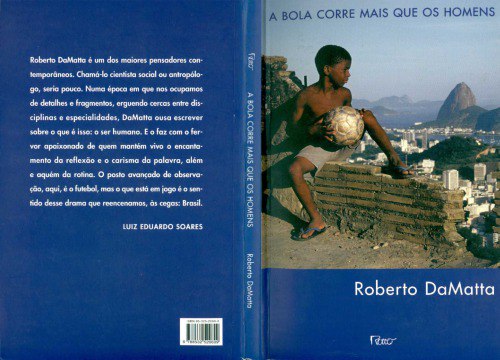 Roberto DaMatta é um dos maiores pensadores con-
temporâneos. Chamá-lo cientista social ou antropólo-
go, seria pouco. Numa época em que nos ocupamos
de detalhes e fragmentos, erguendo cercas entre dis-
ciplinas e especialidades, DaMatta ousa escrever
sobre o que é isso: o ser humano. E o faz com o fer-
vor apaixonado de quem mantém vivo o encanta-
mento da reflexão e o carisma da palavra, além
e aquém da rotina. O posto avançado de observa-
ção, aqui, é o futebol, mas o que está em jogo é o sen-
tido desse drama que reencenamos, às cegas: Brasil.
LUIZ EDUARDO SOARES
Rocco
A BOLA CORRE MAIS QUE OS HOMENS
Roberto DaMatta
A BOLA CORRE MAIS QUE OS HOMENS
Roberto DaMatta
Rocco